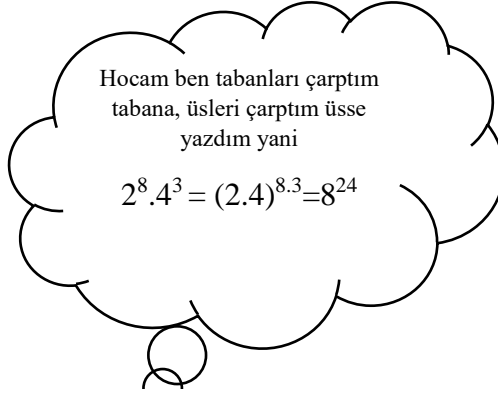 Hocam ben tabanları çarptım
tabana, üsleri çarptım üsse
yazdım yani
2⁸.4³ = (2.4)⁸·³=8²⁴